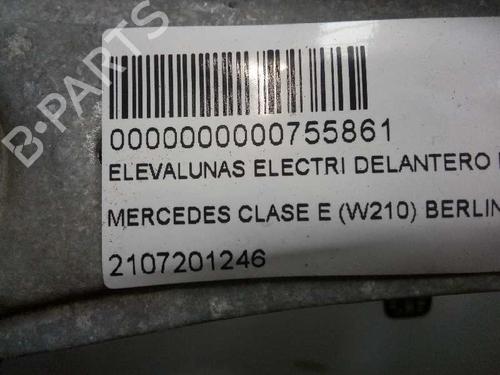 B-PARTS
0000000000755861
ELEVALUNAS ELECTRI DELANTERO
MERCEDES CLASE E (W210) BERLIN
2107201246